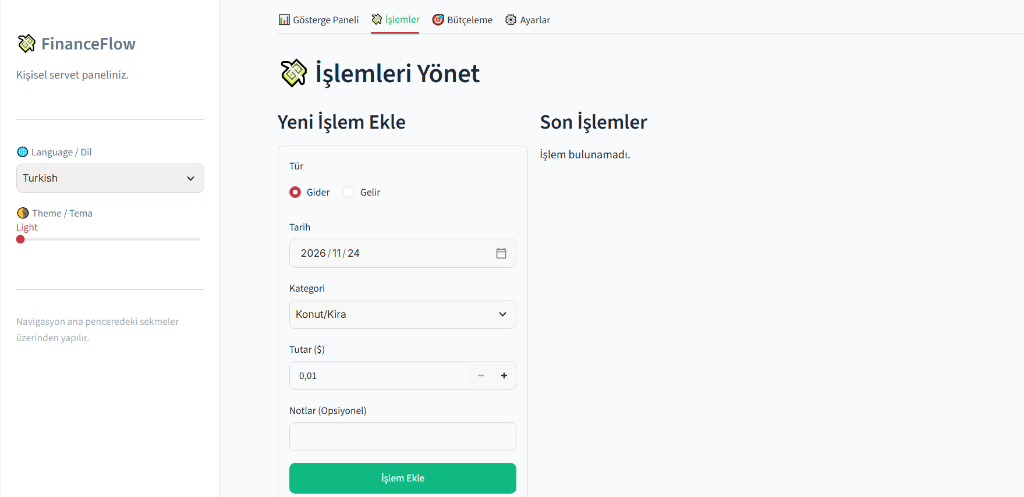 FinanceFlow
Kişisel servet paneliniz.
Language / Dil
Turkish
Theme / Tema
Light
Navigasyon ana penceredeki sekmeler
üzerinden yapılır.
Gösterge Paneli İşlemler Bütçeleme Ayarlar
İşlemleri Yönet
Yeni İşlem Ekle
Tür
Gider Gelir
Tarih
2026/11/24
Kategori
Konut/Kira
Tutar ($)
0,01
Notlar (Opsiyonel)
İşlem Ekle
Son İşlemler
İşlem bulunamadı.